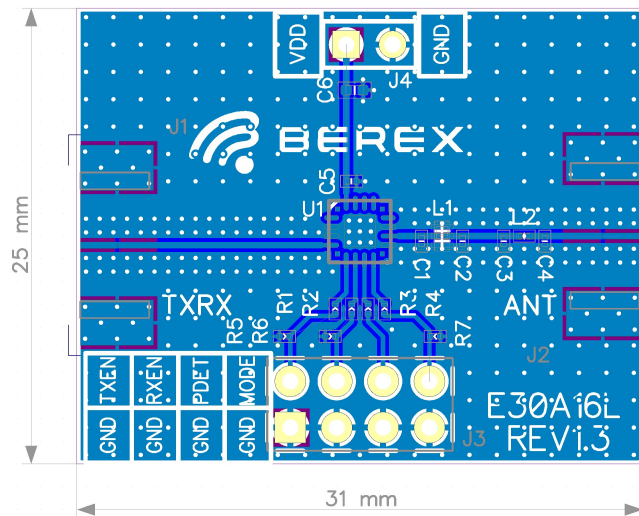 VDD
GND
J4
C6
J1
BEREX
C5
U1
L1
L2
C1
C2
C3
C4
25 mm
TXRX
R1
R2
R3
R4
ANT
R5
R6
R7
J2
TXEN
RXEN
PDET
MODE
GND
GND
GND
GND
J3
E30A16L
REV1.3
31 mm